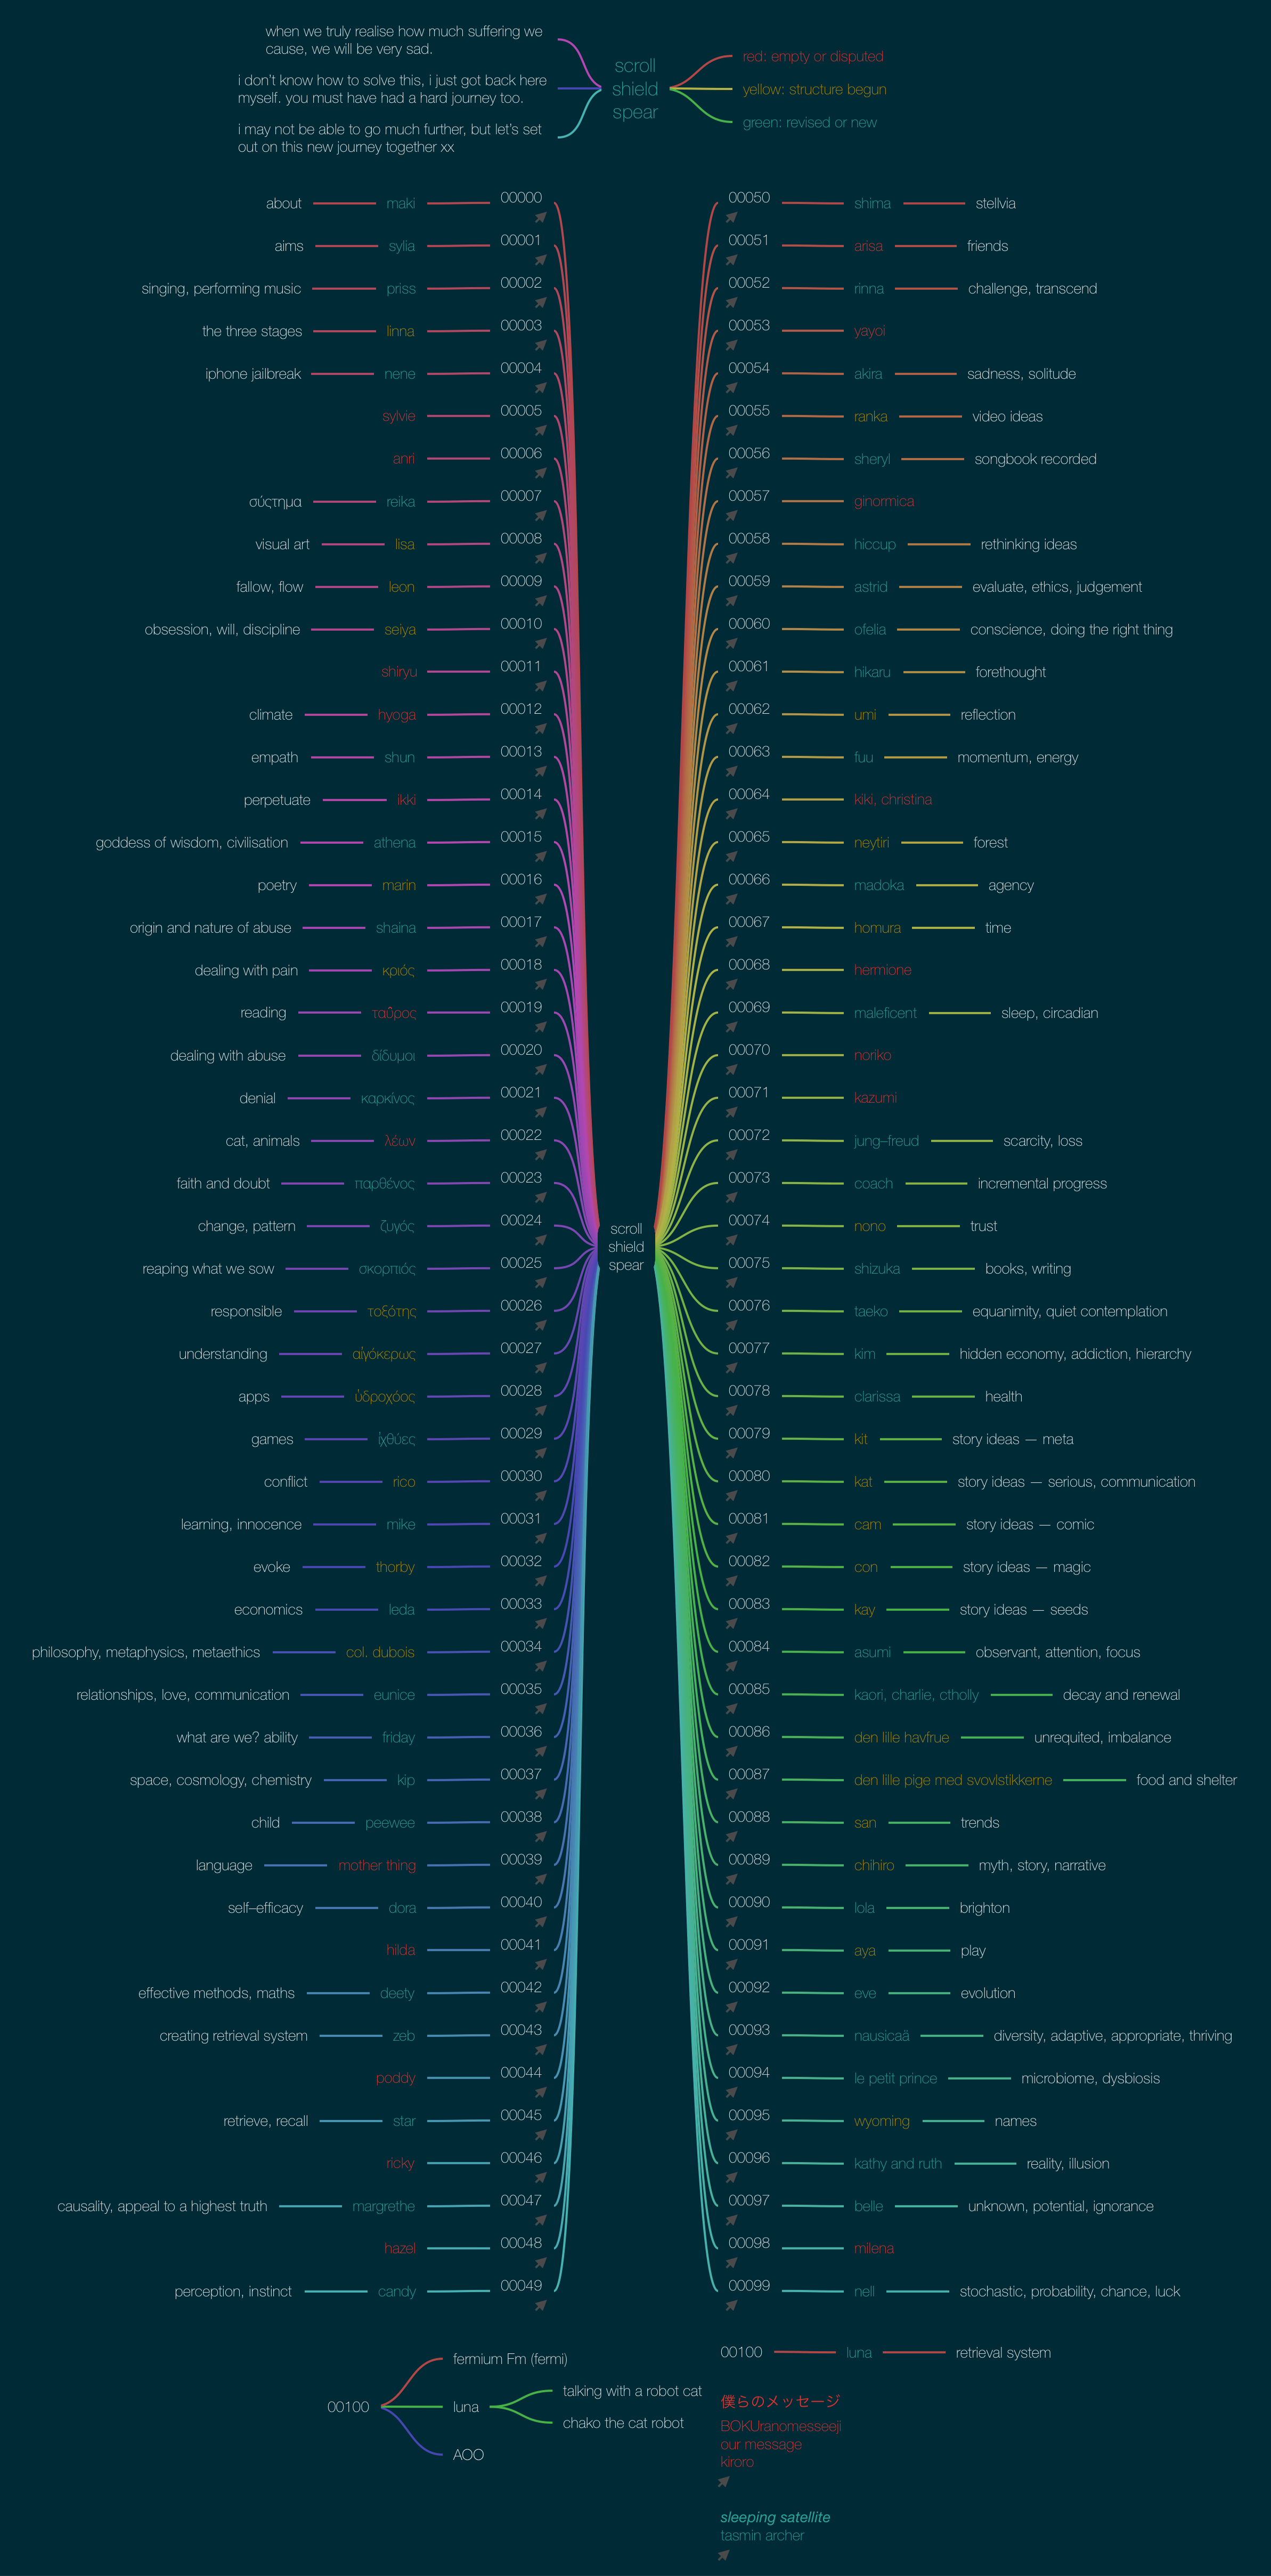 when we truly realise how much suffering we
cause, we will be very sad.
i don't know how to solve this, i just got back here
myself. you must have had a hard journey too.
i may not be able to go much further, but let's set
out on this new journey together xx
scroll
shield
spear
red: empty or disputed
yellow: structure begun
green: revised or new
about maki 00000
aims sylia 00001
singing, performing music priss 00002
the three stages linna 00003
iphone jailbreak nene 00004
sylvie 00005
anri 00006
σύςτημα reika 00007
visual art lisa 00008
fallow, flow leon 00009
obsession, will, discipline seiya 00010
shiryu 00011
climate hyoga 00012
empath shun 00013
perpetuate ikki 00014
goddess of wisdom, civilisation athena 00015
poetry marin 00016
origin and nature of abuse shaina 00017
dealing with pain κριός 00018
reading ταῦρος 00019
dealing with abuse δίδυμοι 00020
denial καρκίνος 00021
cat, animals λέων 00022
faith and doubt παρθένος 00023
change, pattern ζυγός 00024
reaping what we sow σκορπιός 00025
responsible τοξότης 00026
understanding αἰγόκερως 00027
apps ὑδροχόος 00028
games ἰχθύες 00029
conflict rico 00030
learning, innocence mike 00031
evoke thorby 00032
economics leda 00033
philosophy, metaphysics, metaethics col. dubois 00034
relationships, love, communication eunice 00035
what are we? ability friday 00036
space, cosmology, chemistry kip 00037
child peewee 00038
language mother thing 00039
self–efficacy dora 00040
hilda 00041
effective methods, maths deety 00042
creating retrieval system zeb 00043
poddy 00044
retrieve, recall star 00045
ricky 00046
causality, appeal to a highest truth margrethe 00047
hazel 00048
perception, instinct candy 00049
scroll
shield
spear
00050 shima stellvia
00051 arisa friends
00052 rinna challenge, transcend
00053 yayoi
00054 akira sadness, solitude
00055 ranka video ideas
00056 sheryl songbook recorded
00057 ginormica
00058 hiccup rethinking ideas
00059 astrid evaluate, ethics, judgement
00060 ofelia conscience, doing the right thing
00061 hikaru forethought
00062 umi reflection
00063 fuu momentum, energy
00064 kiki, christina
00065 neytiri forest
00066 madoka agency
00067 homura time
00068 hermione
00069 maleficent sleep, circadian
00070 noriko
00071 kazumi
00072 jung–freud scarcity, loss
00073 coach incremental progress
00074 nono trust
00075 shizuka books, writing
00076 taeko equanimity, quiet contemplation
00077 kim hidden economy, addiction, hierarchy
00078 clarissa health
00079 kit story ideas — meta
00080 kat story ideas — serious, communication
00081 cam story ideas — comic
00082 con story ideas — magic
00083 kay story ideas — seeds
00084 asumi observant, attention, focus
00085 kaori, charlie, ctholly decay and renewal
00086 den lille havfrue unrequited, imbalance
00087 den lille pige med svovlstikkerne food and shelter
00088 san trends
00089 chihiro myth, story, narrative
00090 lola brighton
00091 aya play
00092 eve evolution
00093 nausicaä diversity, adaptive, appropriate, thriving
00094 le petit prince microbiome, dysbiosis
00095 wyoming names
00096 kathy and ruth reality, illusion
00097 belle unknown, potential, ignorance
00098 milena
00099 nell stochastic, probability, chance, luck
00100 luna retrieval system
00100
fermium Fm (fermi)
luna
talking with a robot cat
chako the cat robot
AOO
僕らのメッセージ
BOKUranomesseeji
our message
kiroro
sleeping satellite
tasmin archer